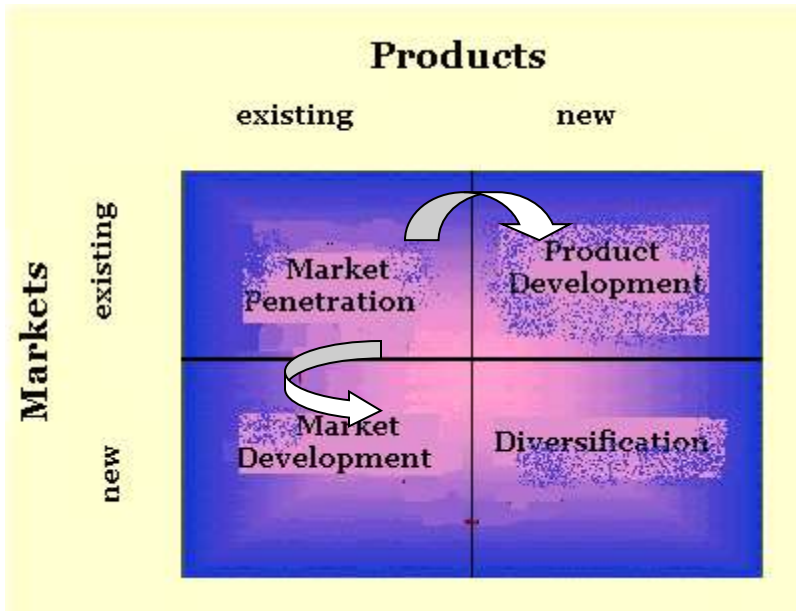 Products
existing new
Markets
existing
Market
Penetration
Product
Development
new
Market
Development
Diversification